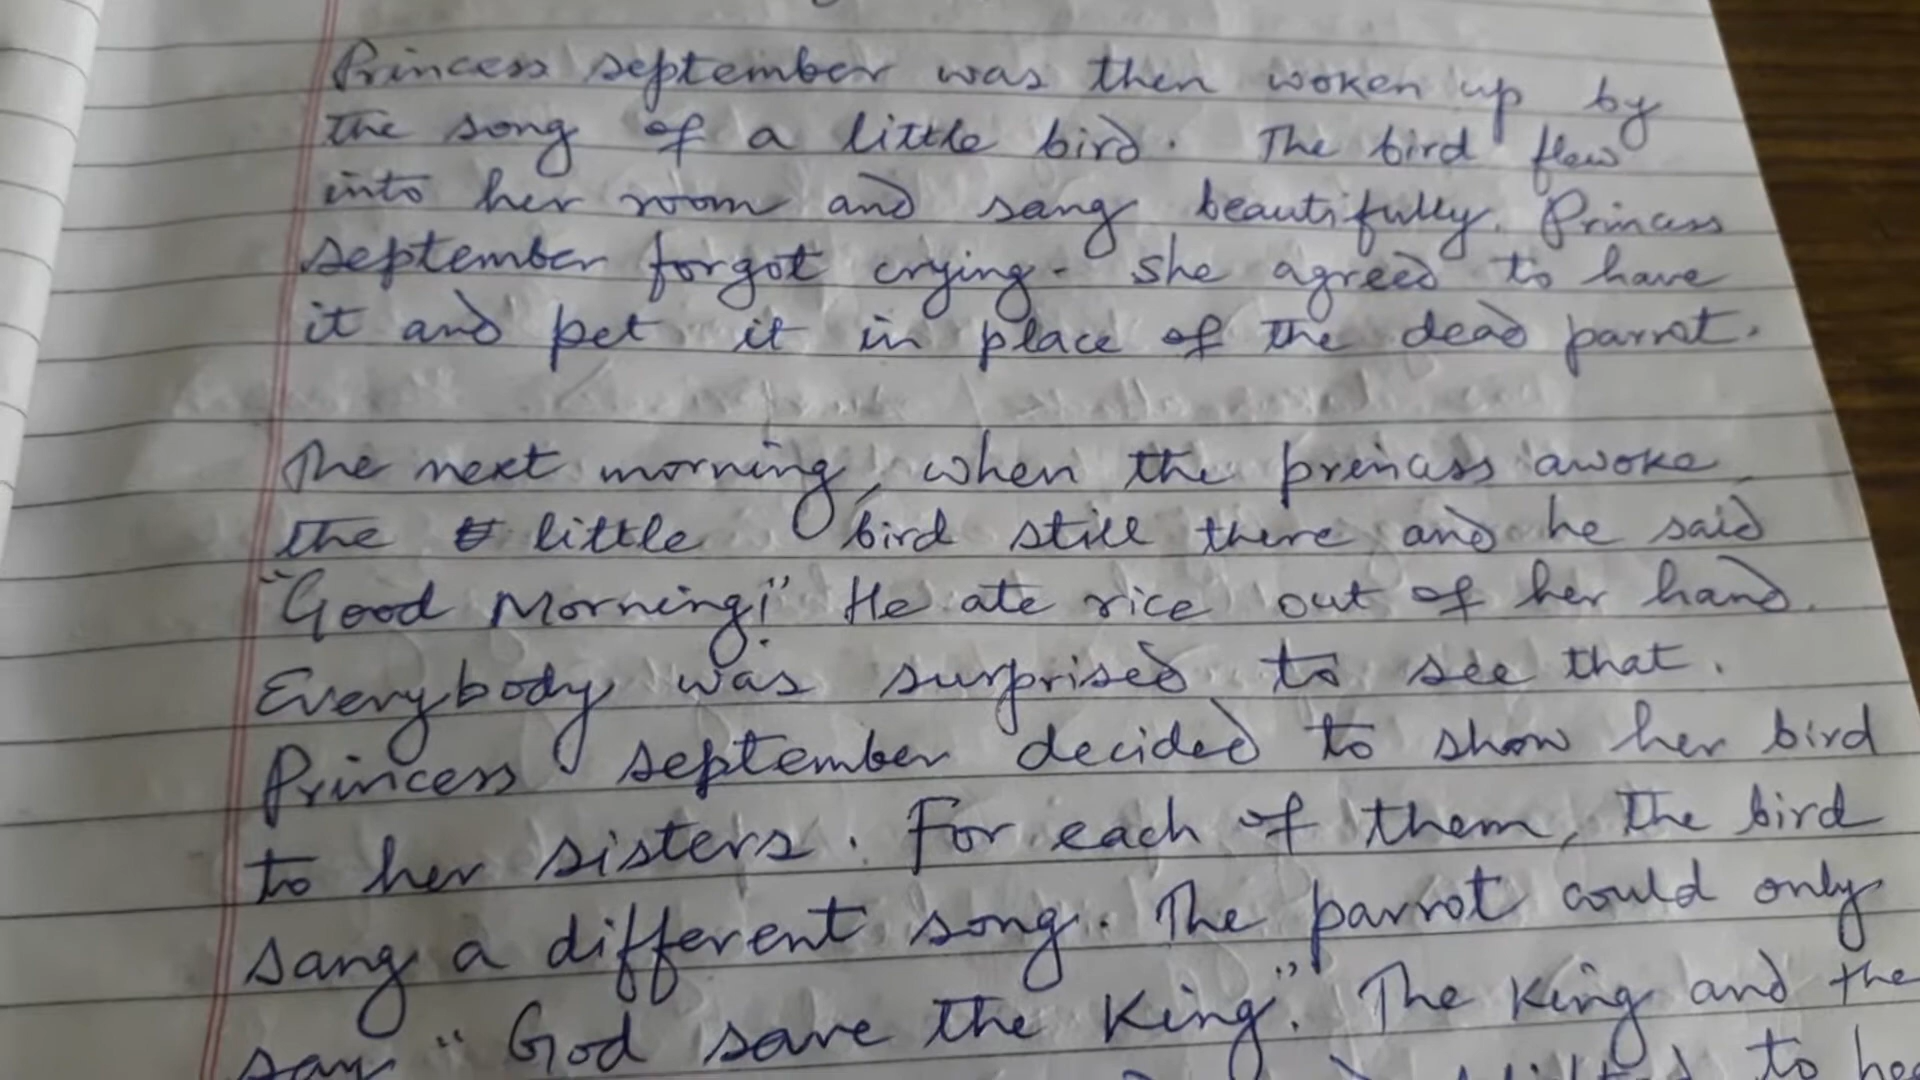 Princess september was then woken up by
the song of a little bird. The bird flew
into her room and sang beautifully. Princess
september forgot crying. she agreed to have
it and pet it in place of the dead parrot.
The next morning, when the princess awoke
the little bird still there and he said
"Good Morning!" He ate rice out of her hand.
Everybody was surprised to see that.
Princess september decided to show her bird
to her sisters. For each of them, the bird
sang a different song. The parrot could only
say "God save the King". The King and the
to